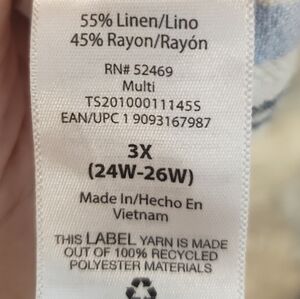 55% Linen/Lino
45% Rayon/Rayón
RN# 52469
Multi
TS20100011145S
EAN/UPC 1 9093167987
3X
(24W-26W)
Made In/Hecho En
Vietnam
THIS LABEL YARN IS MADE
OUT OF 100% RECYCLED
POLYESTER MATERIALS